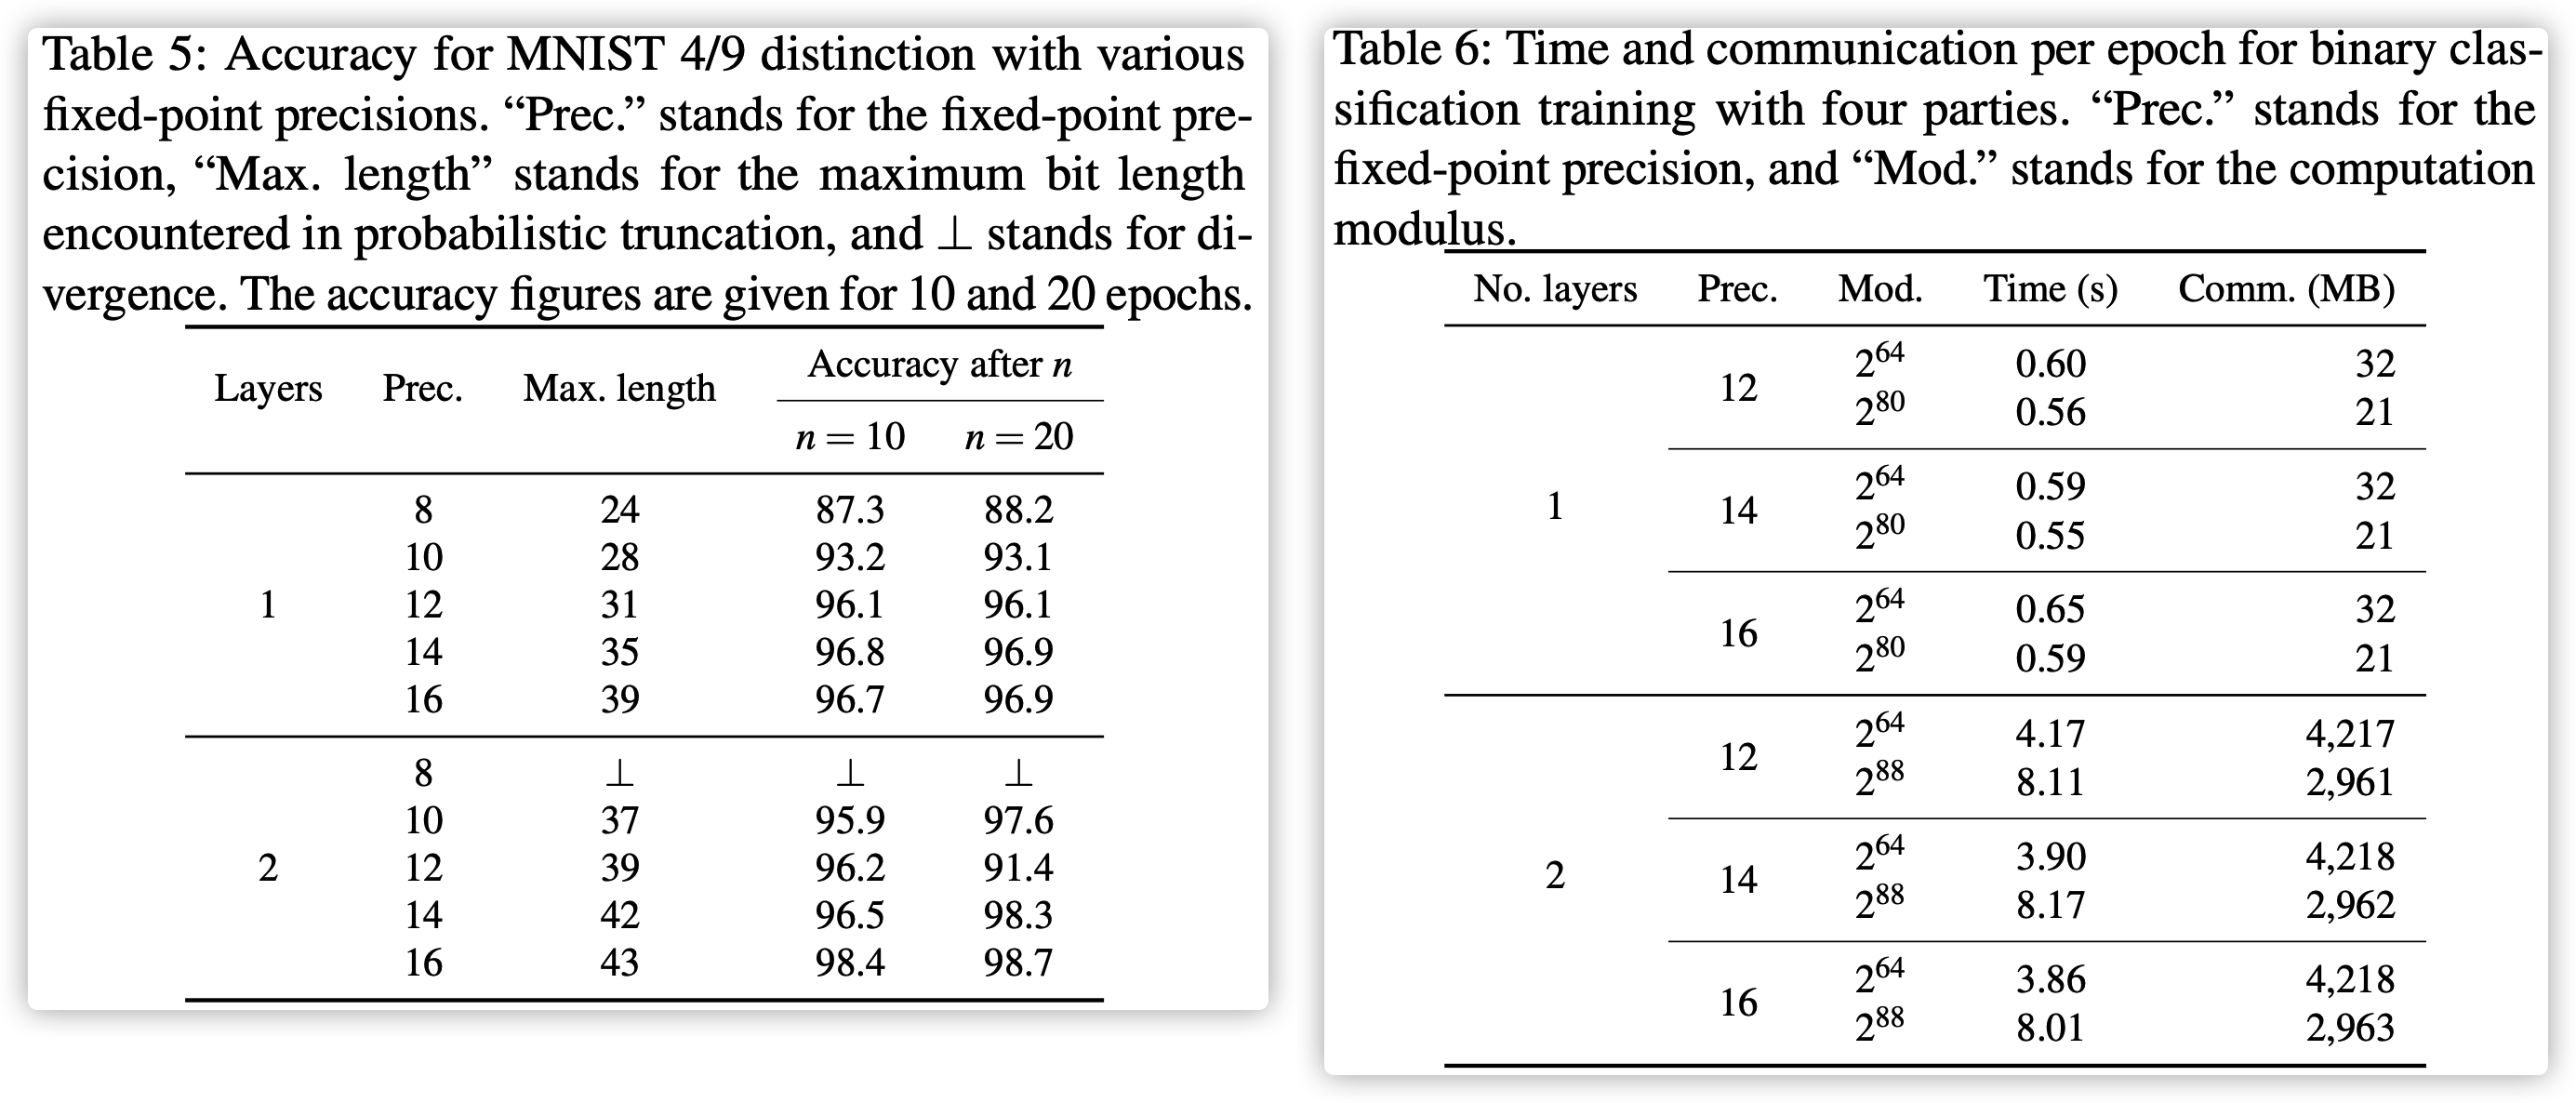 Table 5: Accuracy for MNIST 4/9 distinction with various
fixed-point precisions. “Prec.” stands for the fixed-point pre-
cision, “Max. length” stands for the maximum bit length
encountered in probabilistic truncation, and ⊥ stands for di-
vergence. The accuracy figures are given for 10 and 20 epochs.
Layers Prec. Max. length Accuracy after n
n = 10 n = 20
8 24 87.3 88.2
10 28 93.2 93.1
1 12 31 96.1 96.1
14 35 96.8 96.9
16 39 96.7 96.9
8 ⊥ ⊥ ⊥
10 37 95.9 97.6
2 12 39 96.2 91.4
14 42 96.5 98.3
16 43 98.4 98.7
Table 6: Time and communication per epoch for binary clas-
sification training with four parties. “Prec.” stands for the
fixed-point precision, and “Mod.” stands for the computation
modulus.
No. layers Prec. Mod. Time (s) Comm. (MB)
12 2^64 0.60 32
2^80 0.56 21
1 14 2^64 0.59 32
2^80 0.55 21
16 2^64 0.65 32
2^80 0.59 21
12 2^64 4.17 4,217
2^88 8.11 2,961
2 14 2^64 3.90 4,218
2^88 8.17 2,962
16 2^64 3.86 4,218
2^88 8.01 2,963